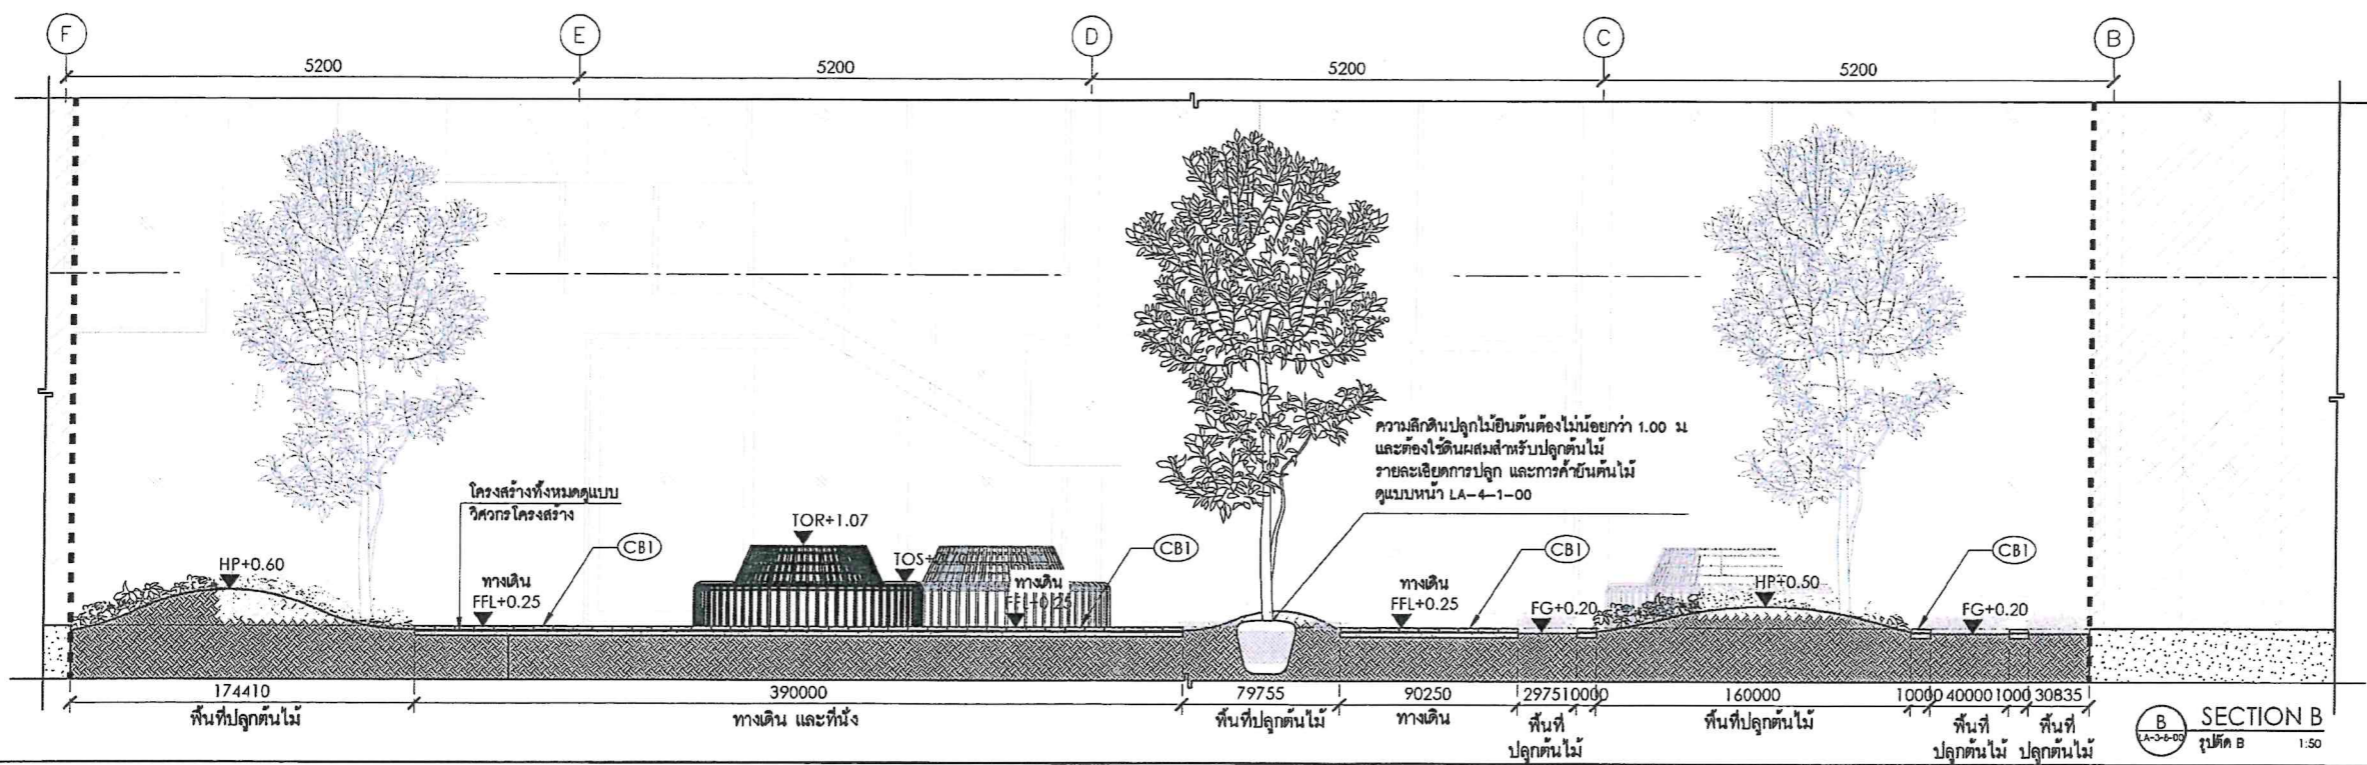 F E D C B
5200 5200 5200 5200
ความลึกดินปลูกไม้ยืนต้นต้องไม่น้อยกว่า 1.00 ม
และต้องใช้ดินผสมสำหรับปลูกต้นไม้
รายละเอียดการปลูก และการค้ำยันต้นไม้
ดูแบบหน้า LA-4-1-00
โครงสร้างทั้งหมดดูแบบ
วิศวกรโครงสร้าง
TOR+1.07
CB1 CB1 CB1 CB1
TOS+
HP+0.60
ทางเดิน ทางเดิน ทางเดิน
HP+0.50
FFL+0.25 FFL+0.25 FFL+0.25 FG+0.20 FG+0.20
174410 390000 79755 90250 29751 0000 160000 10000 40000 1000 30835
พื้นที่ปลูกต้นไม้ ทางเดิน และที่นั่ง พื้นที่ปลูกต้นไม้ ทางเดิน พื้นที่ พื้นที่ปลูกต้นไม้ พื้นที่ พื้นที่
ปลูกต้นไม้ ปลูกต้นไม้ ปลูกต้นไม้
B SECTION B
LA-3-6-00 รูปตัด B 1:50